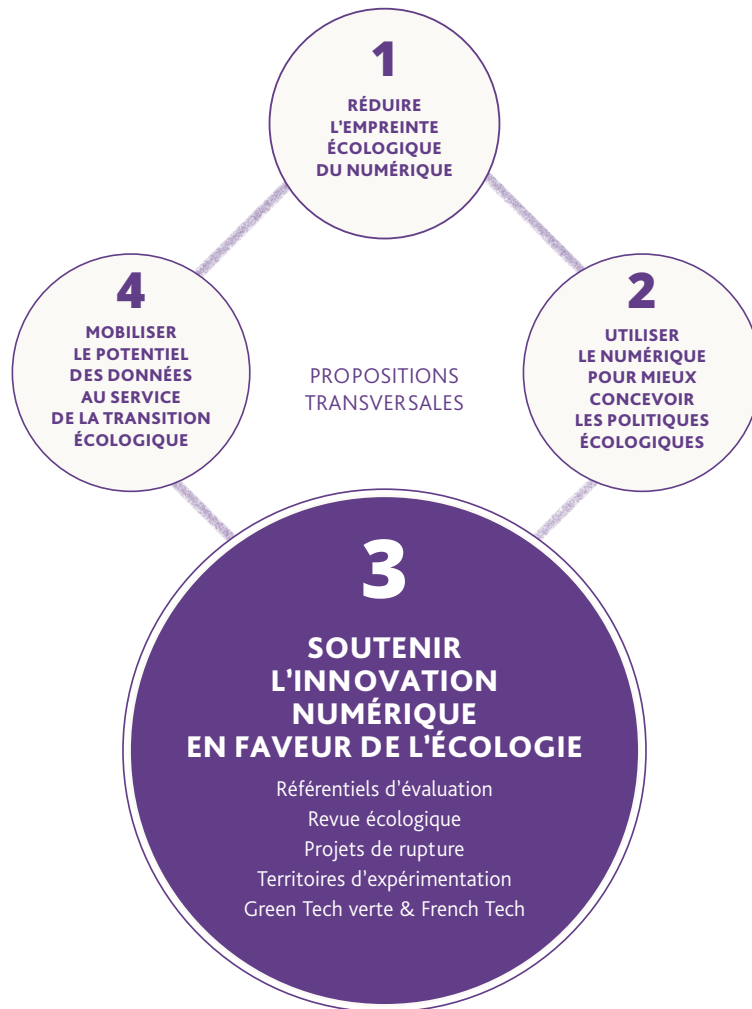 1
RÉDUIRE
L'EMPREINTE
ÉCOLOGIQUE
DU NUMÉRIQUE
4
MOBILISER
LE POTENTIEL
DES DONNÉES
AU SERVICE
DE LA TRANSITION
ÉCOLOGIQUE
PROPOSITIONS
TRANSVERSALES
2
UTILISER
LE NUMÉRIQUE
POUR MIEUX
CONCEVOIR
LES POLITIQUES
ÉCOLOGIQUES
3
SOUTENIR
L'INNOVATION
NUMÉRIQUE
EN FAVEUR DE L'ÉCOLOGIE
Référentiels d'évaluation
Revue écologique
Projets de rupture
Territoires d'expérimentation
Green Tech verte & French Tech